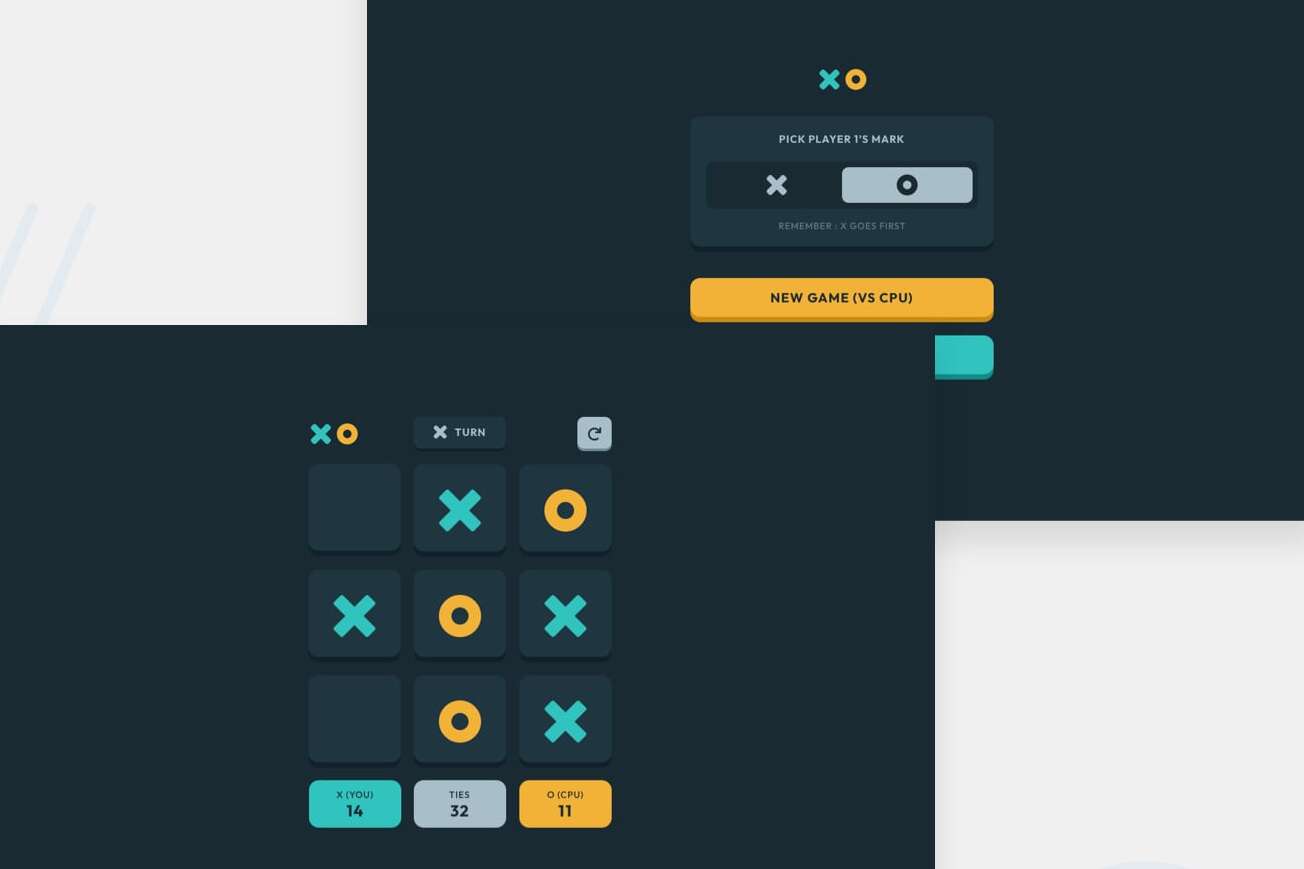 PICK PLAYER 1'S MARK
REMEMBER : X GOES FIRST
NEW GAME (VS CPU)
TURN
X (YOU)
14
TIES
32
O (CPU)
11